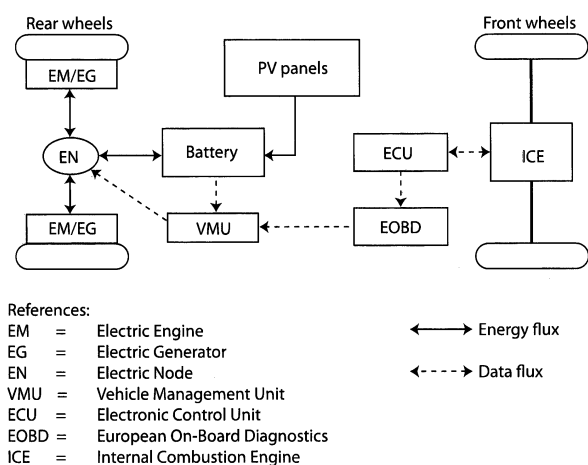 Rear wheels
Front wheels
EM/EG
PV panels
EN
Battery
ECU
ICE
EM/EG
VMU
EOBD
References:
EM = Electric Engine
EG = Electric Generator
EN = Electric Node
VMU = Vehicle Management Unit
ECU = Electronic Control Unit
EOBD = European On-Board Diagnostics
ICE = Internal Combustion Engine
Energy flux
Data flux